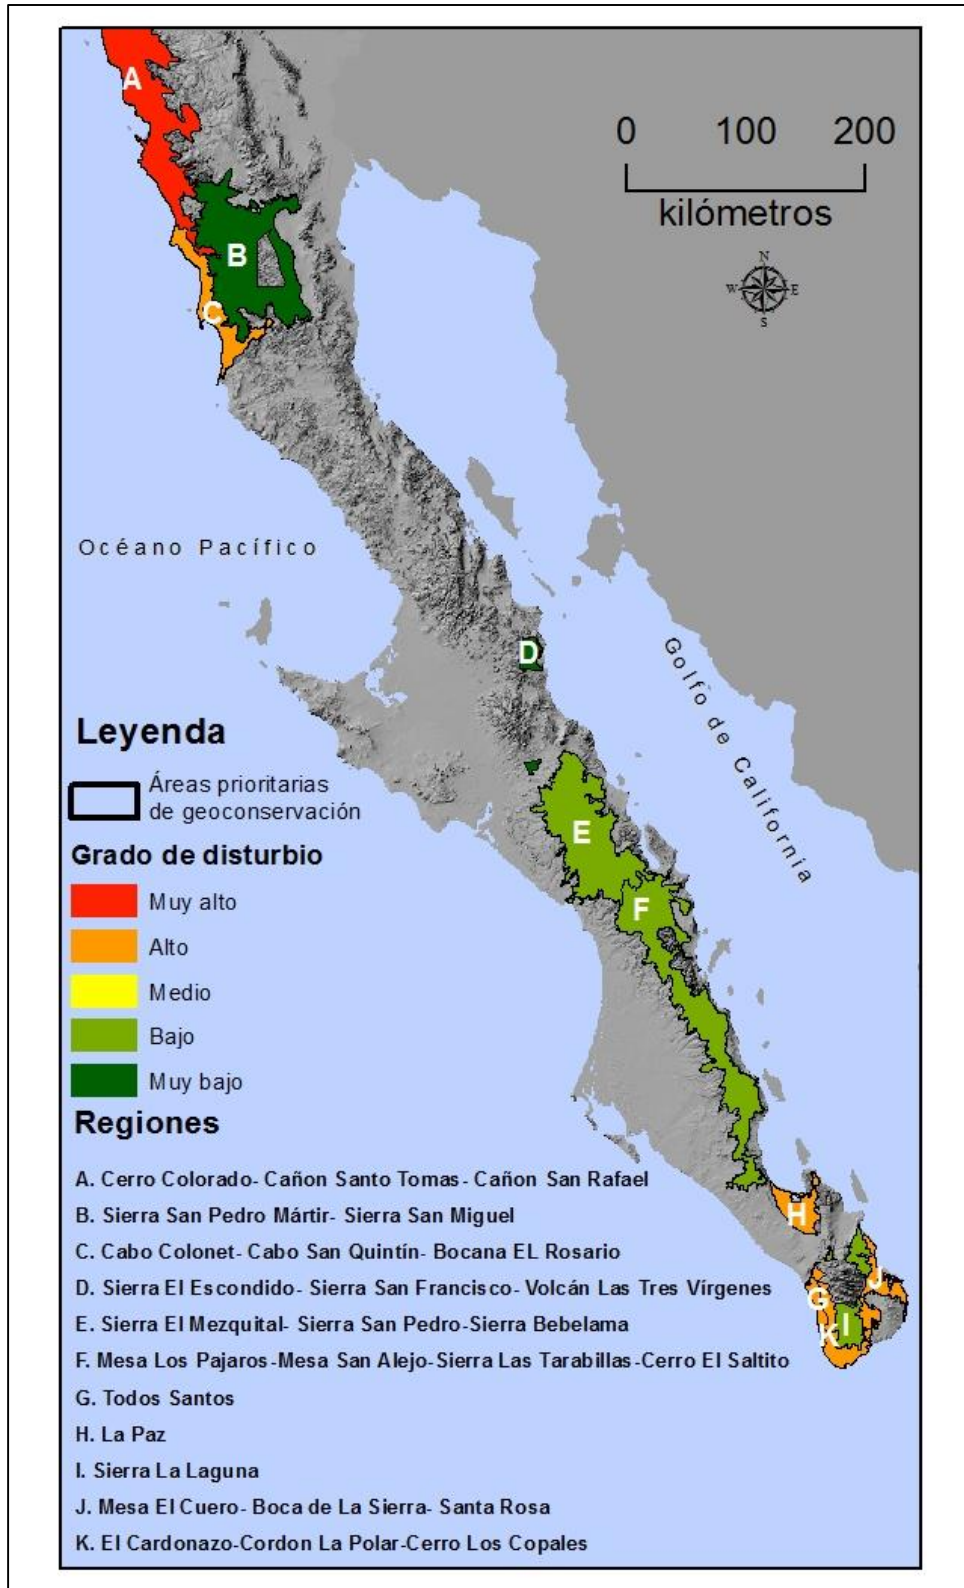 A
0 100 200
kilómetros
B
N
W E
S
C
Océano Pacífico
D
Golfo de California
Leyenda
Áreas prioritarias
de geoconservación
E
Grado de disturbio
Muy alto
F
Alto
Medio
Bajo
Muy bajo
Regiones
A. Cerro Colorado- Cañon Santo Tomas- Cañon San Rafael
H
B. Sierra San Pedro Mártir- Sierra San Miguel
C. Cabo Colonet- Cabo San Quintín- Bocana EL Rosario
J
D. Sierra El Escondido- Sierra San Francisco- Volcán Las Tres Vírgenes
G
E. Sierra El Mezquital- Sierra San Pedro-Sierra Bebelama
I
K
F. Mesa Los Pajaros-Mesa San Alejo-Sierra Las Tarabillas-Cerro El Saltito
G. Todos Santos
H. La Paz
I. Sierra La Laguna
J. Mesa El Cuero- Boca de La Sierra- Santa Rosa
K. El Cardonazo-Cordon La Polar-Cerro Los Copales